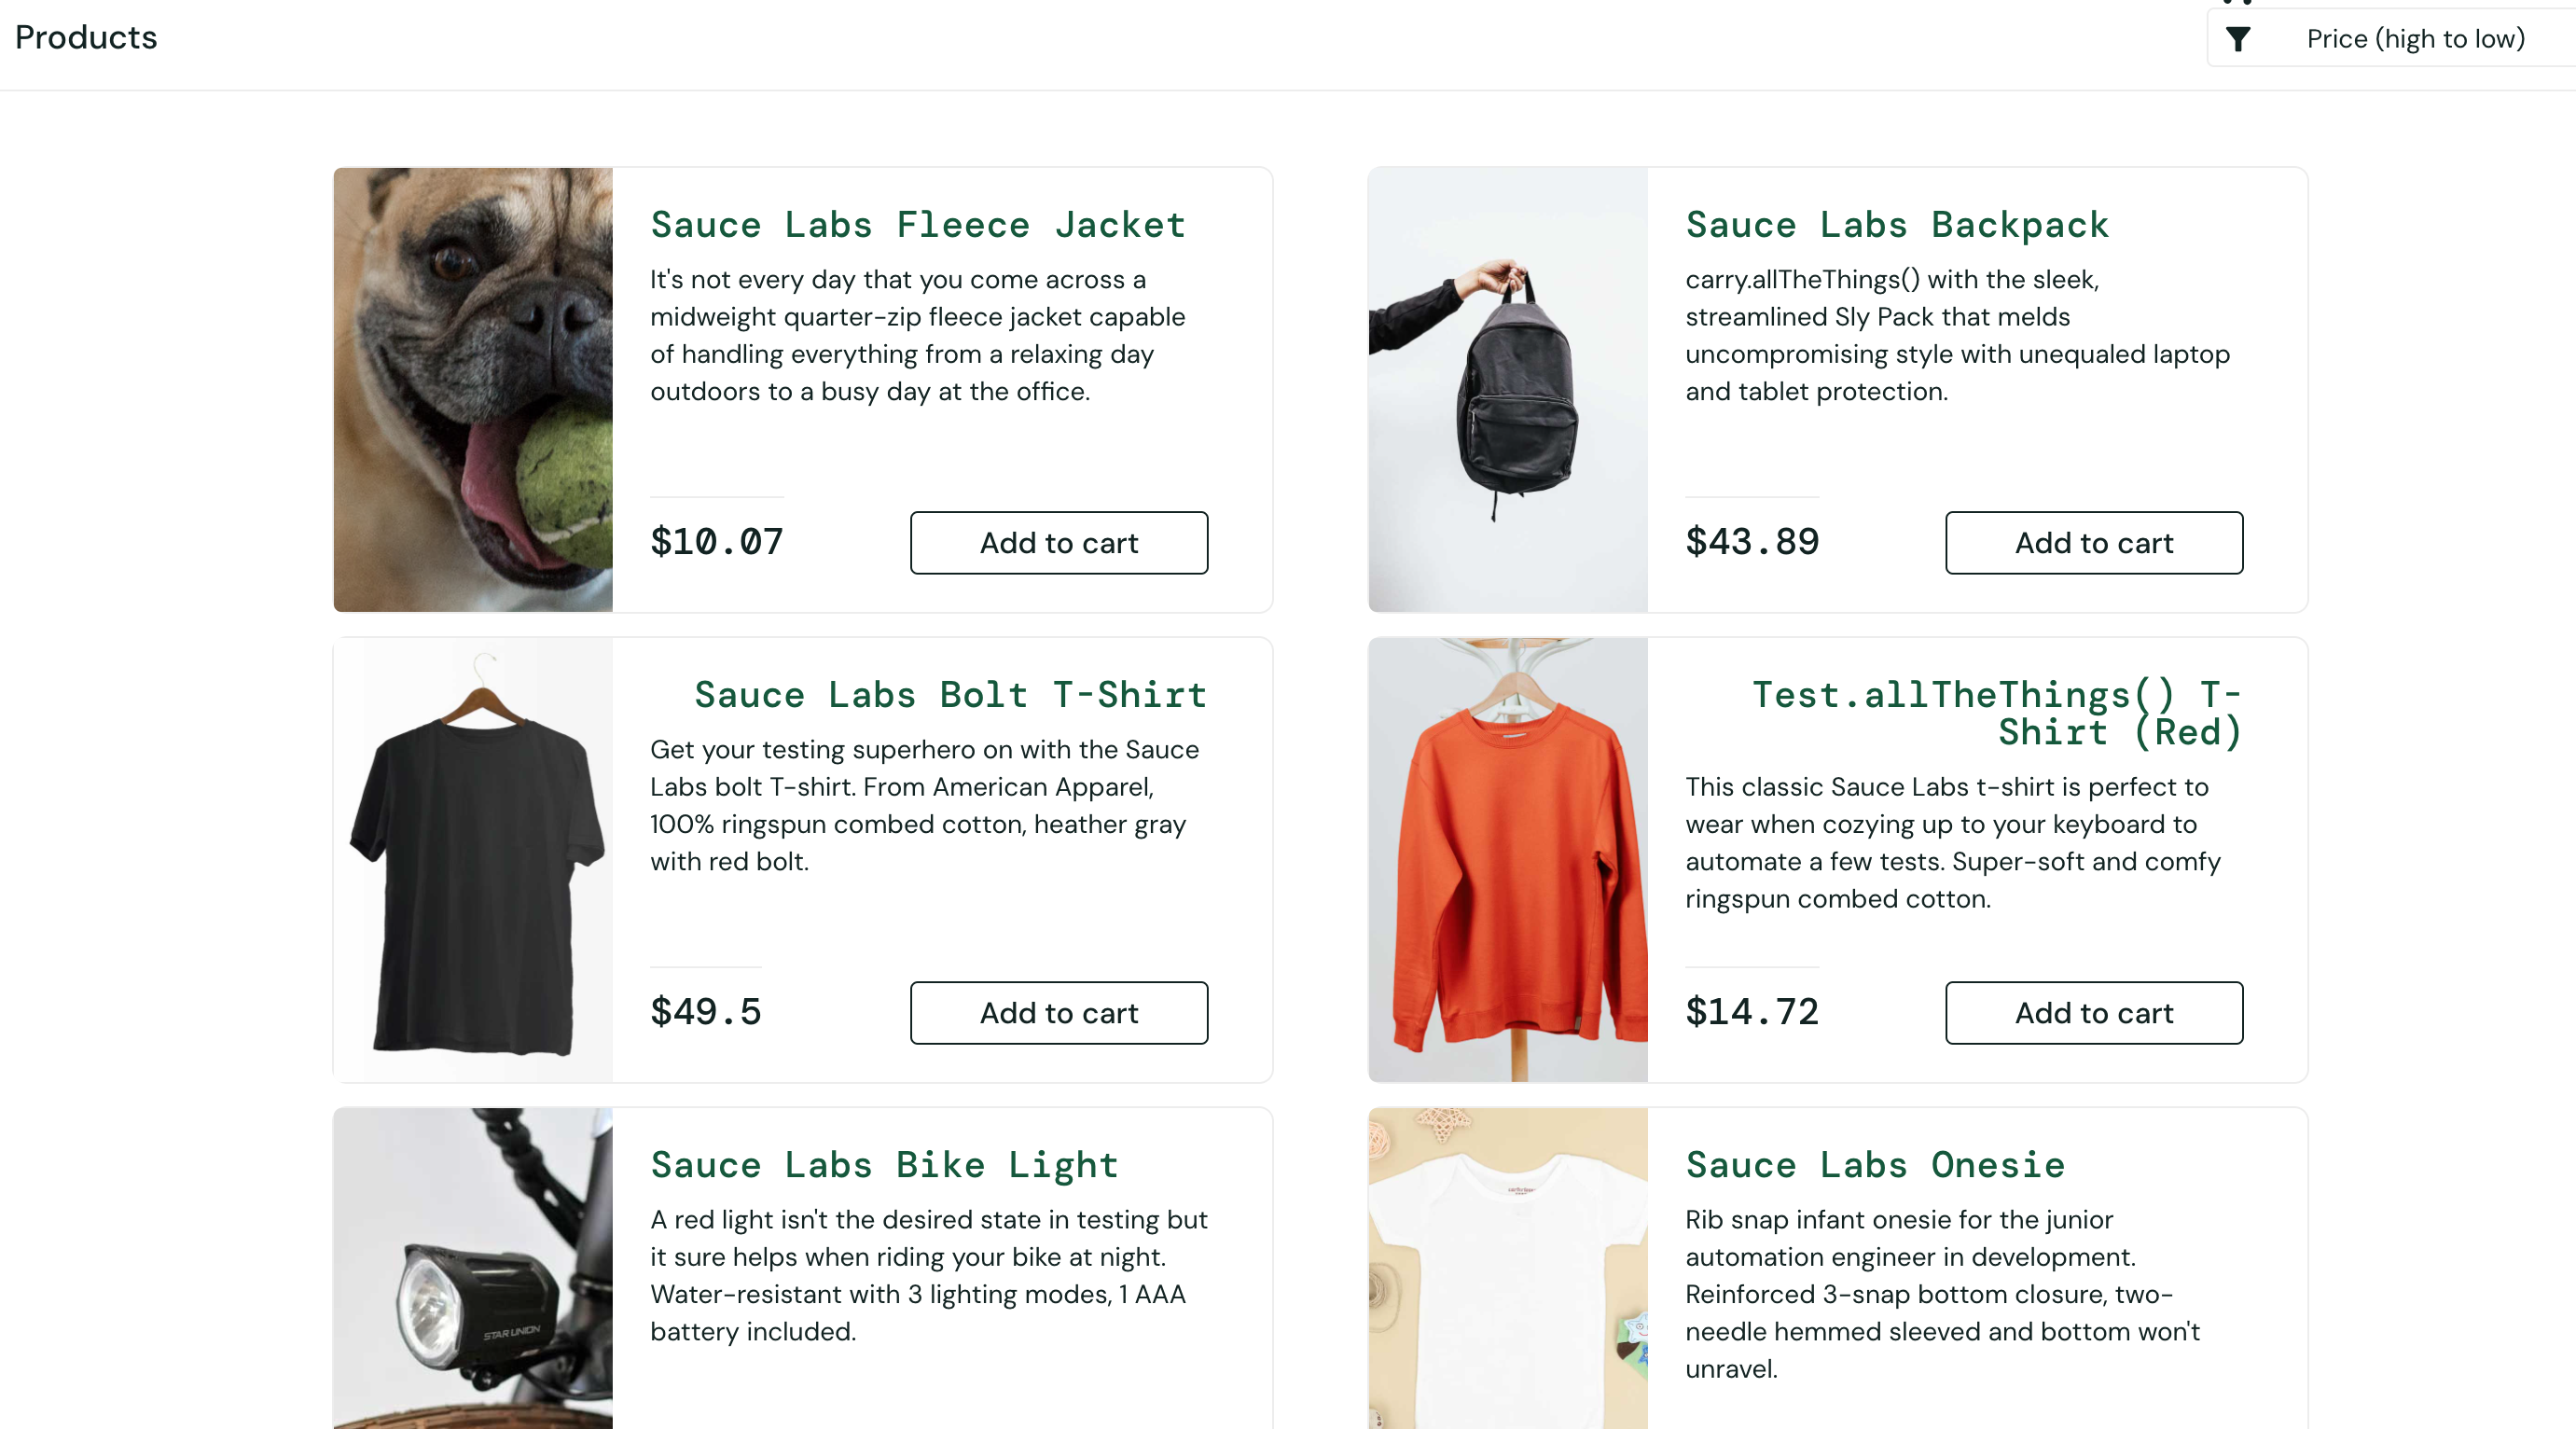 Products
Price (high to low)
Sauce Labs Fleece Jacket
It's not every day that you come across a
midweight quarter-zip fleece jacket capable
of handling everything from a relaxing day
outdoors to a busy day at the office.
$10.07
Add to cart
Sauce Labs Backpack
carry.allTheThings() with the sleek,
streamlined Sly Pack that melds
uncompromising style with unequaled laptop
and tablet protection.
$43.89
Add to cart
Sauce Labs Bolt T-Shirt
Get your testing superhero on with the Sauce
Labs bolt T-shirt. From American Apparel,
100% ringspun combed cotton, heather gray
with red bolt.
$49.5
Add to cart
Test.allTheThings() T-
Shirt (Red)
This classic Sauce Labs t-shirt is perfect to
wear when cozying up to your keyboard to
automate a few tests. Super-soft and comfy
ringspun combed cotton.
$14.72
Add to cart
STAR UNION
Sauce Labs Bike Light
A red light isn't the desired state in testing but
it sure helps when riding your bike at night.
Water-resistant with 3 lighting modes, 1 AAA
battery included.
Sauce Labs Onesie
Rib snap infant onesie for the junior
automation engineer in development.
Reinforced 3-snap bottom closure, two-
needle hemmed sleeved and bottom won't
unravel.